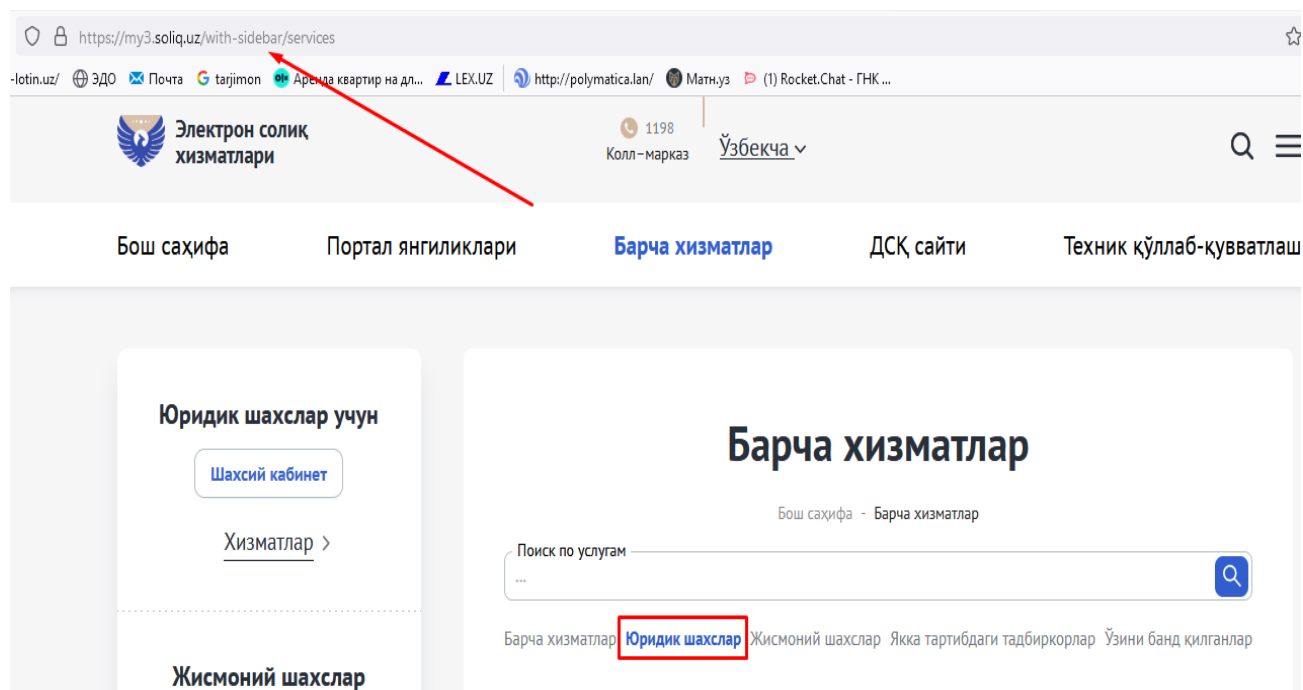 https://my3.soliq.uz/with-sidebar/services
-lotin.uz/ ЭДО Почта tarjimon Аренда квартир на дл... LEX.UZ http://polymatica.lan/ Матн.уз (1) Rocket.Chat - ГНК ...
Электрон солиқ
хизматлари
1198
Колл-марказ
Ўзбекча
Бош саҳифа Портал янгиликлари Барча хизматлар ДСҚ сайти Техник қўллаб-қувватлаш
Юридик шахслар учун
Шахсий кабинет
Хизматлар >
Жисмоний шахслар
Барча хизматлар
Бош саҳифа - Барча хизматлар
Поиск по услугам
...
Барча хизматлар Юридик шахслар Жисмоний шахслар Якка тартибдаги тадбиркорлар Ўзини банд қилганлар